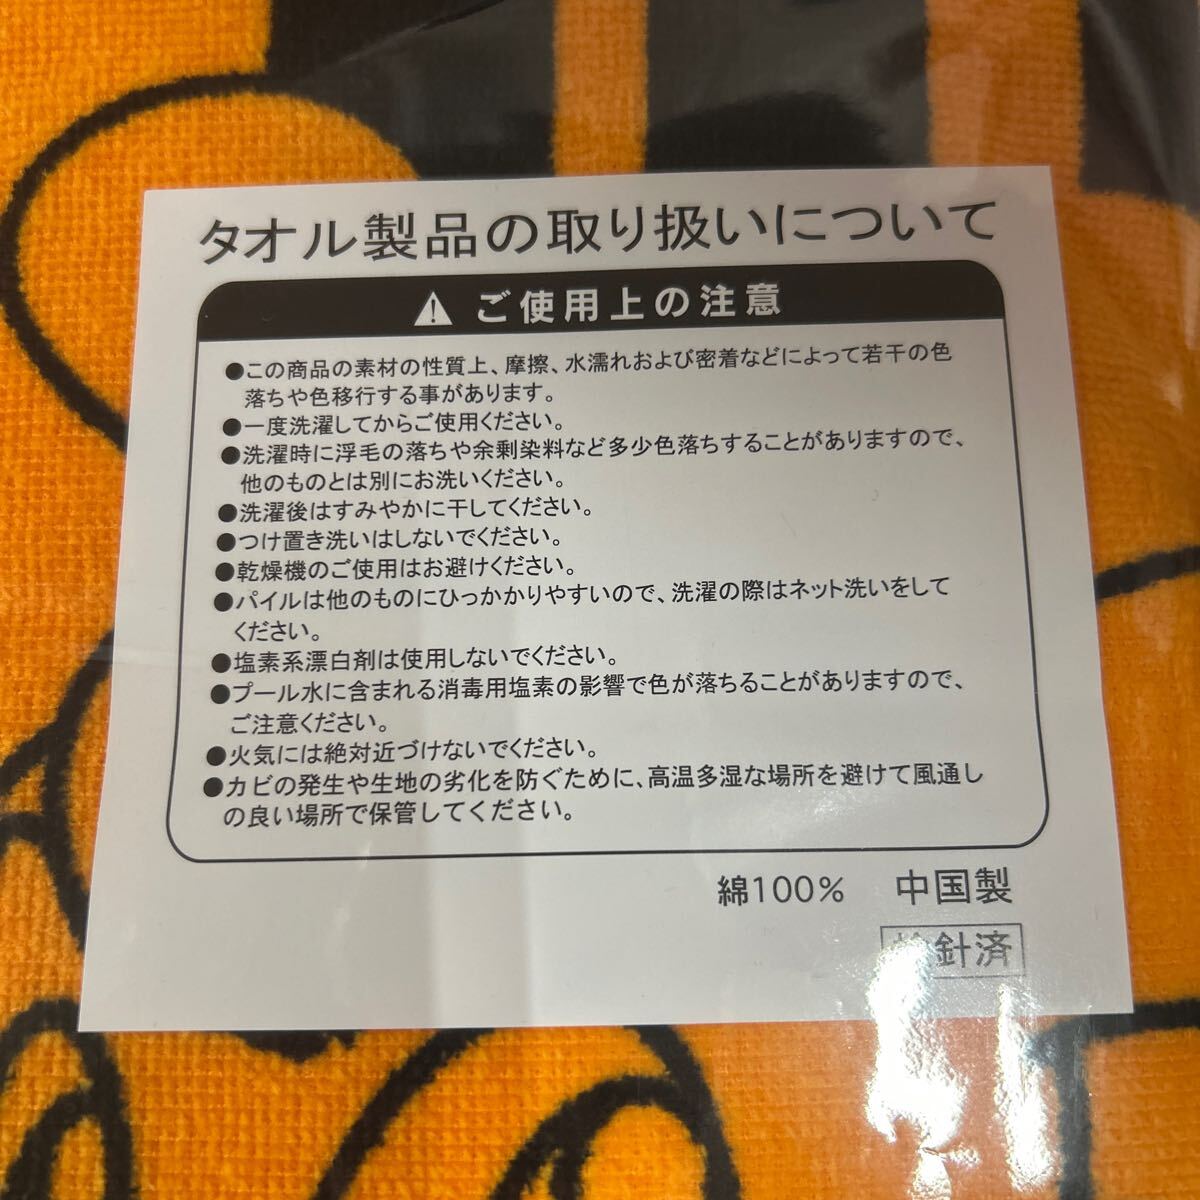 タオル製品の取り扱いについて
ご使用上の注意
●この商品の素材の性質上、摩擦、水濡れおよび密着などによって若干の色
落ちや色移行する事があります。
●一度洗濯してからご使用ください。
●洗濯時に浮毛の落ちや余剰染料など多少色落ちすることがありますので、
他のものとは別にお洗いください。
●洗濯後はすみやかに干してください。
●つけ置き洗いはしないでください。
●乾燥機のご使用はお避けください。
●パイルは他のものにひっかかりやすいので、洗濯の際はネット洗いをして
ください。
●塩素系漂白剤は使用しないでください。
●プール水に含まれる消毒用塩素の影響で色が落ちることがありますので、
ご注意ください。
●火気には絶対近づけないでください。
●カビの発生や生地の劣化を防ぐために、高温多湿な場所を避けて風通し
の良い場所で保管してください。
綿100% 中国製
検針済